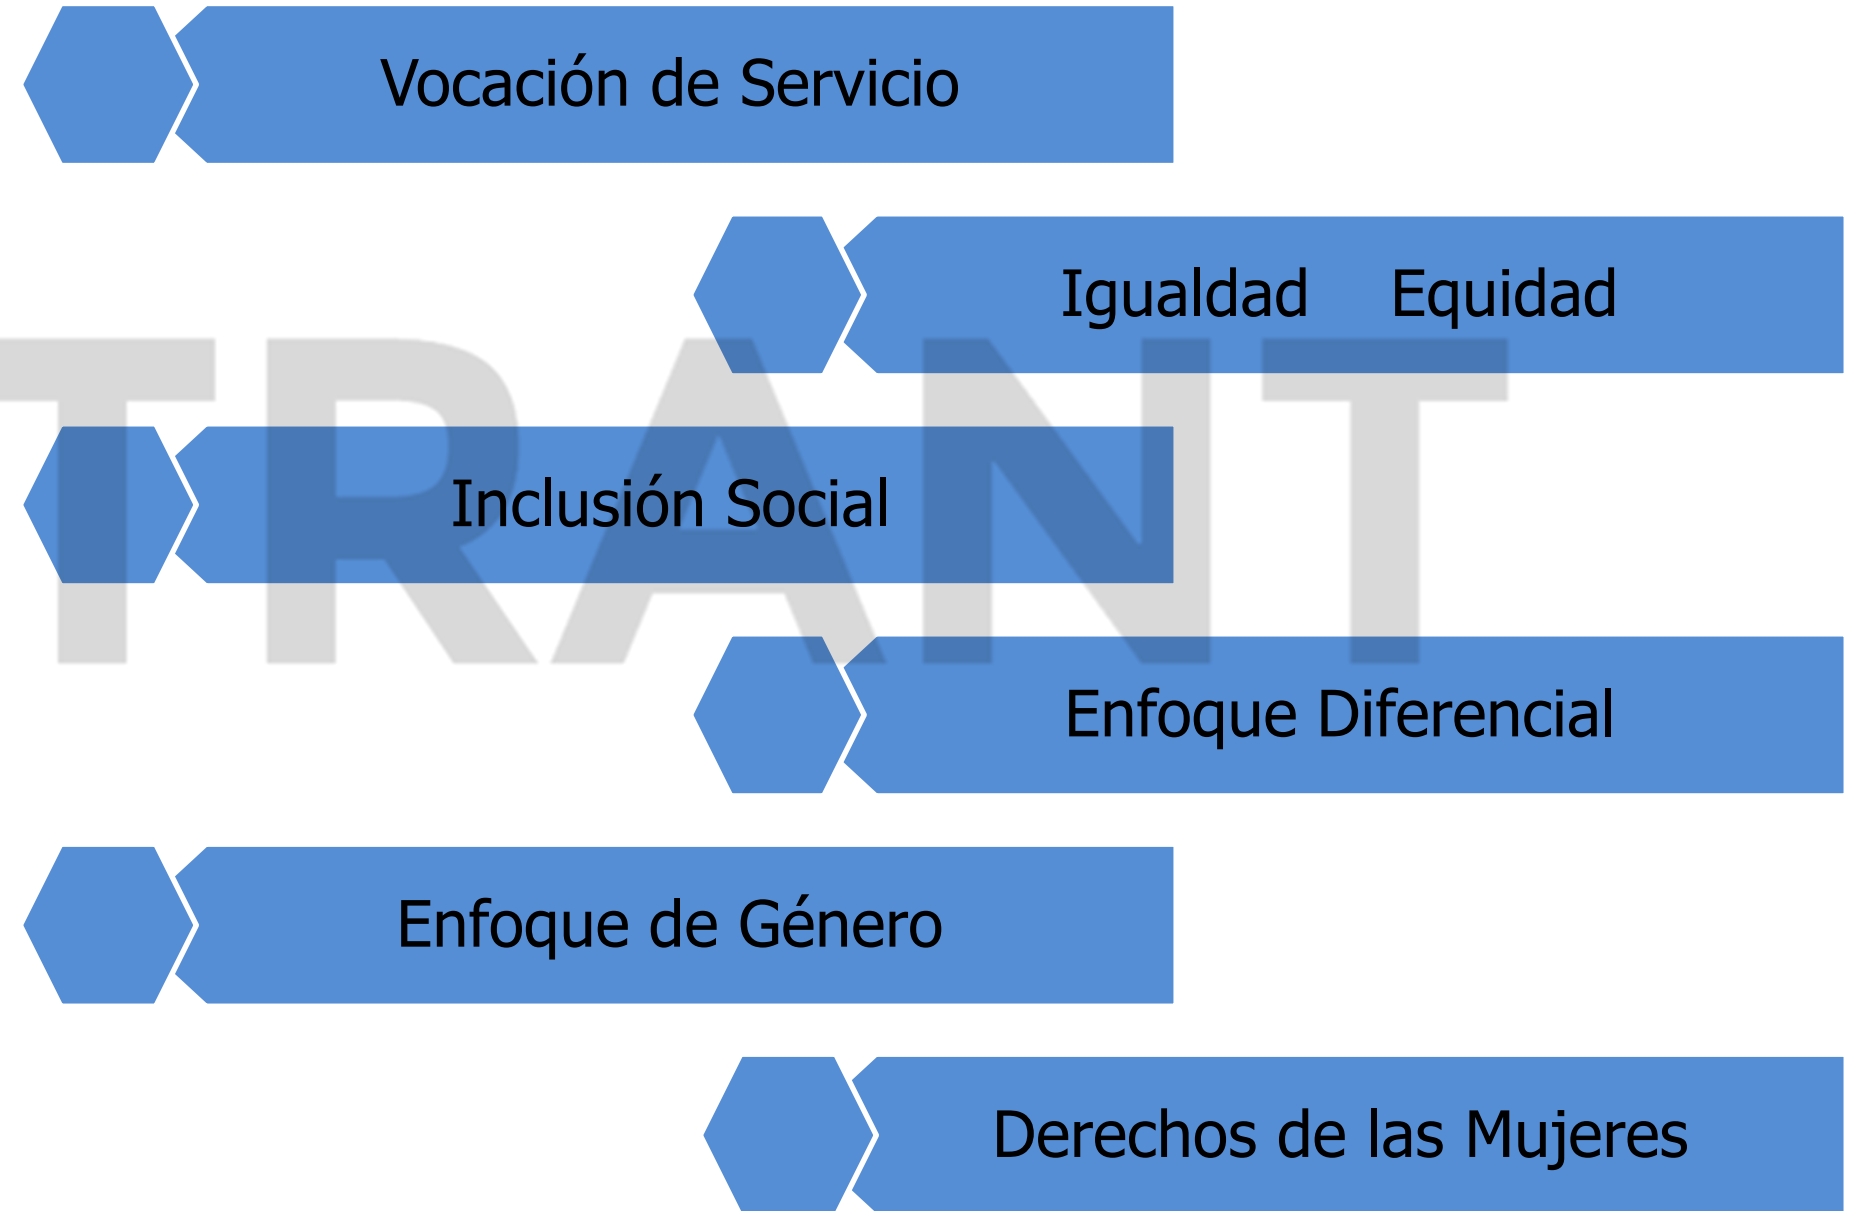 Vocación de Servicio
Igualdad Equidad
TRANT
Inclusión Social
Enfoque Diferencial
Enfoque de Género
Derechos de las Mujeres